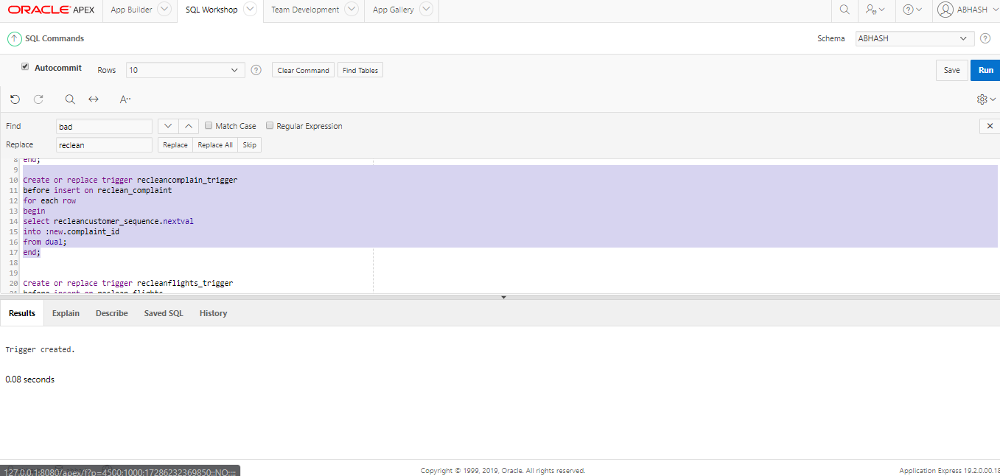 ORACLE® APEX App Builder SQL Workshop Team Development App Gallery ABHASH
SQL Commands Schema ABHASH
Autocommit Rows 10 Clear Command Find Tables Save Run
A··
Find bad Match Case Regular Expression
Replace reclean Replace Replace All Skip
8 end;
9
10 Create or replace trigger recleancomplain_trigger
11 before insert on reclean_complaint
12 for each row
13 begin
14 select recleancustomer_sequence.nextval
15 into :new.complaint_id
16 from dual;
17 end;
18
19
20 Create or replace trigger recleanflights_trigger
21 before insert on reclean_flights
Results Explain Describe Saved SQL History
Trigger created.
0.08 seconds
127.0.0.1:8080/apex/f?p=4500:1000:17286232369850::NO:::: Copyright © 1999, 2019, Oracle. All rights reserved. Application Express 19.2.0.00.18